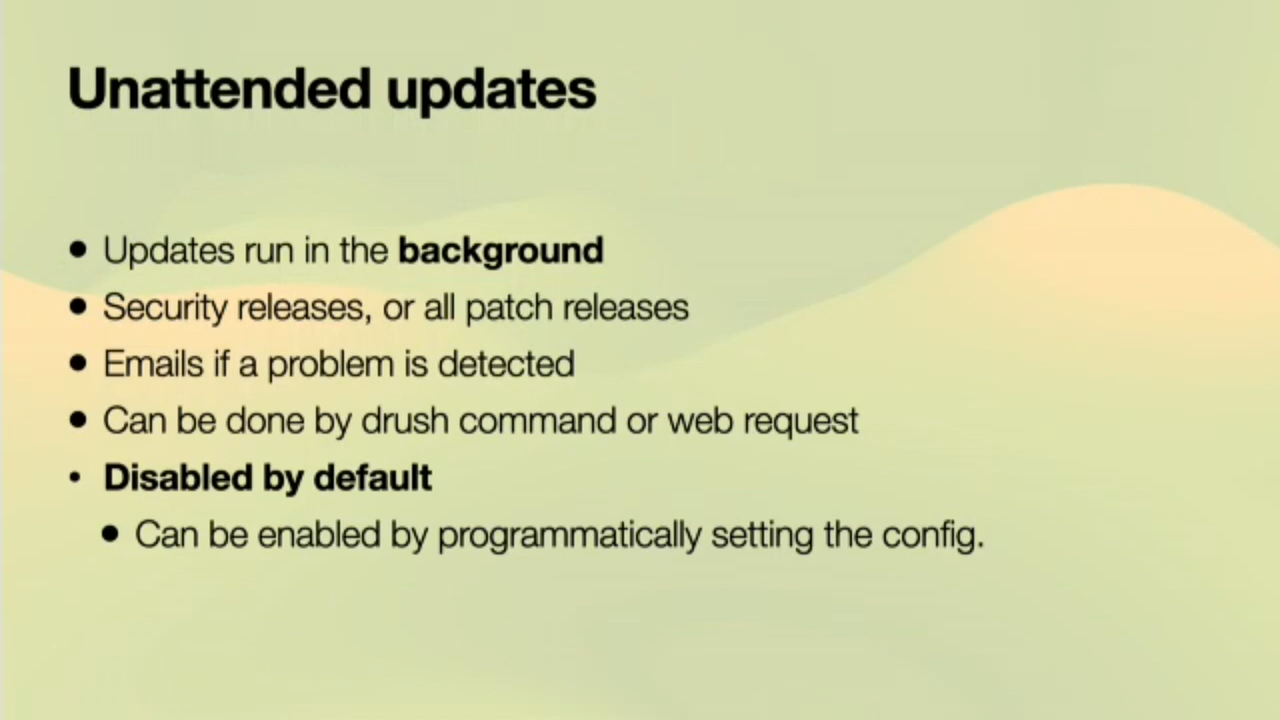 Unattended updates
● Updates run in the background
● Security releases, or all patch releases
● Emails if a problem is detected
● Can be done by drush command or web request
• Disabled by default
● Can be enabled by programmatically setting the config.